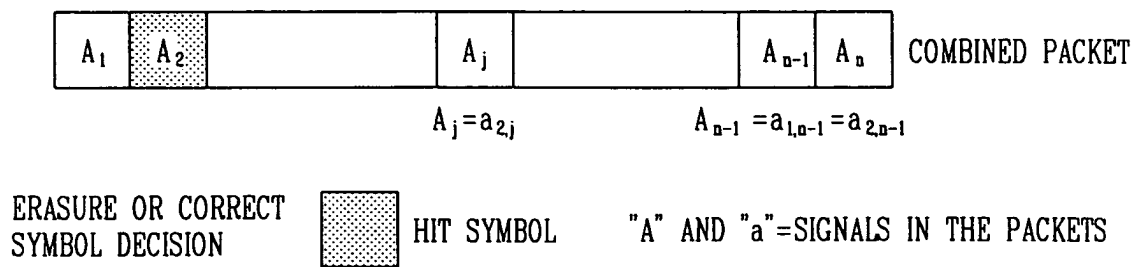 A₁ A₂ Aⱼ Aₙ₋₁ Aₙ COMBINED PACKET
Aⱼ=a₂,ⱼ Aₙ₋₁ =a₁,ₙ₋₁ =a₂,ₙ₋₁
ERASURE OR CORRECT
SYMBOL DECISION
HIT SYMBOL
"A" AND "a"=SIGNALS IN THE PACKETS